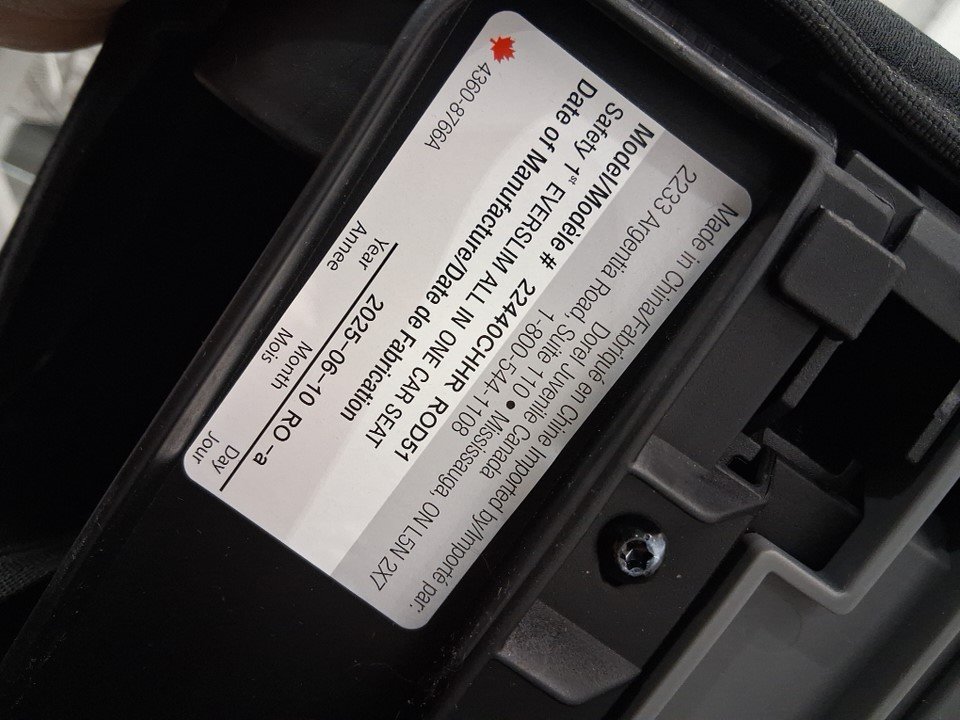 Made in China/Fabriqué en Chine Imported by/Importé par:
Dorel Juvenile Canada
2233 Argentia Road, Suite 110 • Mississauga, ON L5N 2X7
1-800-544-1108
Model/Modèle # 22440CHHR ROD51
Safety 1st EVERSLIM ALL IN ONE CAR SEAT
Date of Manufacture/Date de Fabrication
2025-06-10 RO -a
Year Month Day
Année Mois Jour
4360-8766A